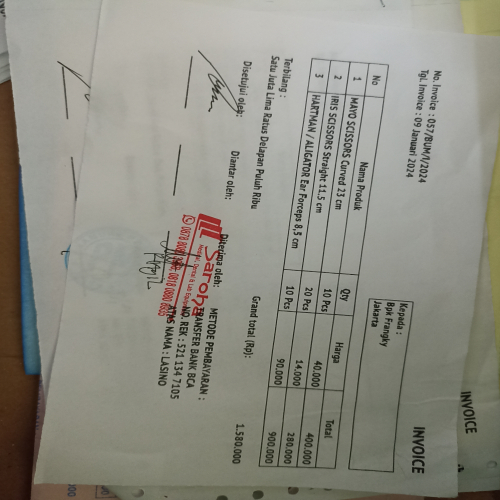 INVOICE
No. Invoice : 057/BUM/I/2024
Tgl. Invoice : 09 Januari 2024
Kepada :
Bpk Frangky
Jakarta
No Nama Produk Qty Harga Total
1 MAYO SCISSORS Curved 21 cm 10 Pcs 40.000 400.000
2 IRIS SCISSORS Straight 11.5 cm 20 Pcs 14.000 280.000
3 HARTMAN / ALIGATOR Ear Forceps 8,5 cm 10 Pcs 90.000 900.000
Grand total (Rp): 1.580.000
Terbilang :
Satu Juta Lima Ratus Delapan Puluh Ribu
Disetujui oleh: Diantar oleh: Diterima oleh:
Saroha
METODE PEMBAYARAN :
TRANSFER BANK BCA
NO. REK : 521 134 7105
ATAS NAMA : LASINO
INVOICE